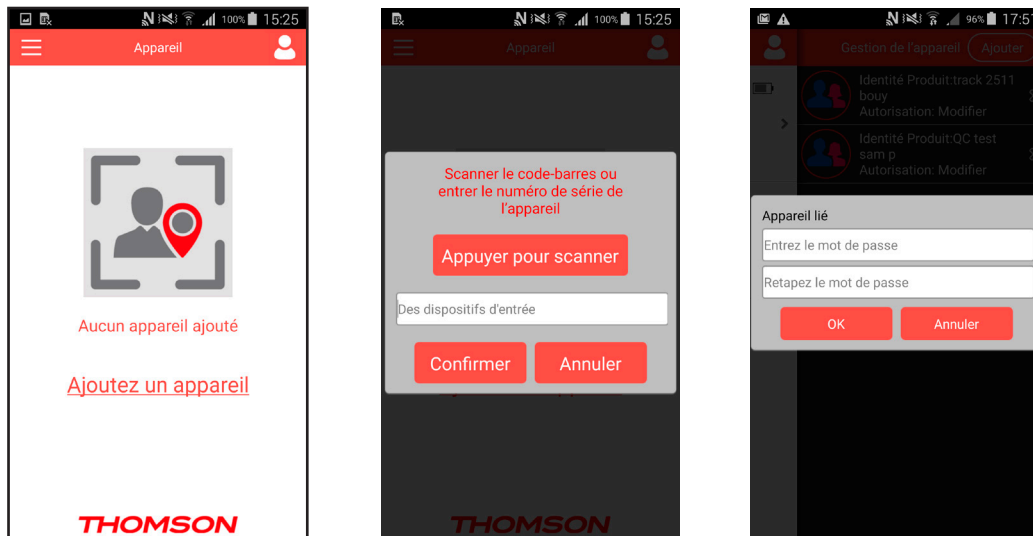 100% 15:25
Appareil
Aucun appareil ajouté
Ajoutez un appareil
THOMSON
100% 15:25
Appareil
Scanner le code-barres ou
entrer le numéro de série de
l'appareil
Appuyer pour scanner
Des dispositifs d'entrée
Confirmer Annuler
THOMSON
96% 17:51
Gestion de l'appareil Ajouter
Identité Produit:track 2511
bouy
Autorisation: Modifier
Identité Produit:QC test
sam p
Autorisation: Modifier
Appareil lié
Entrez le mot de passe
Retapez le mot de passe
OK Annuler